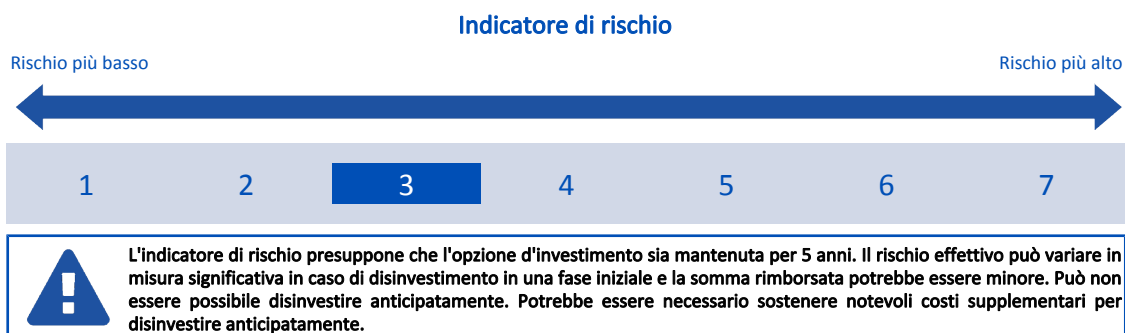 Indicatore di rischio
Rischio più basso
Rischio più alto
1 2 3 4 5 6 7
L'indicatore di rischio presuppone che l'opzione d'investimento sia mantenuta per 5 anni. Il rischio effettivo può variare in
misura significativa in caso di disinvestimento in una fase iniziale e la somma rimborsata potrebbe essere minore. Può non
essere possibile disinvestire anticipatamente. Potrebbe essere necessario sostenere notevoli costi supplementari per
disinvestire anticipatamente.